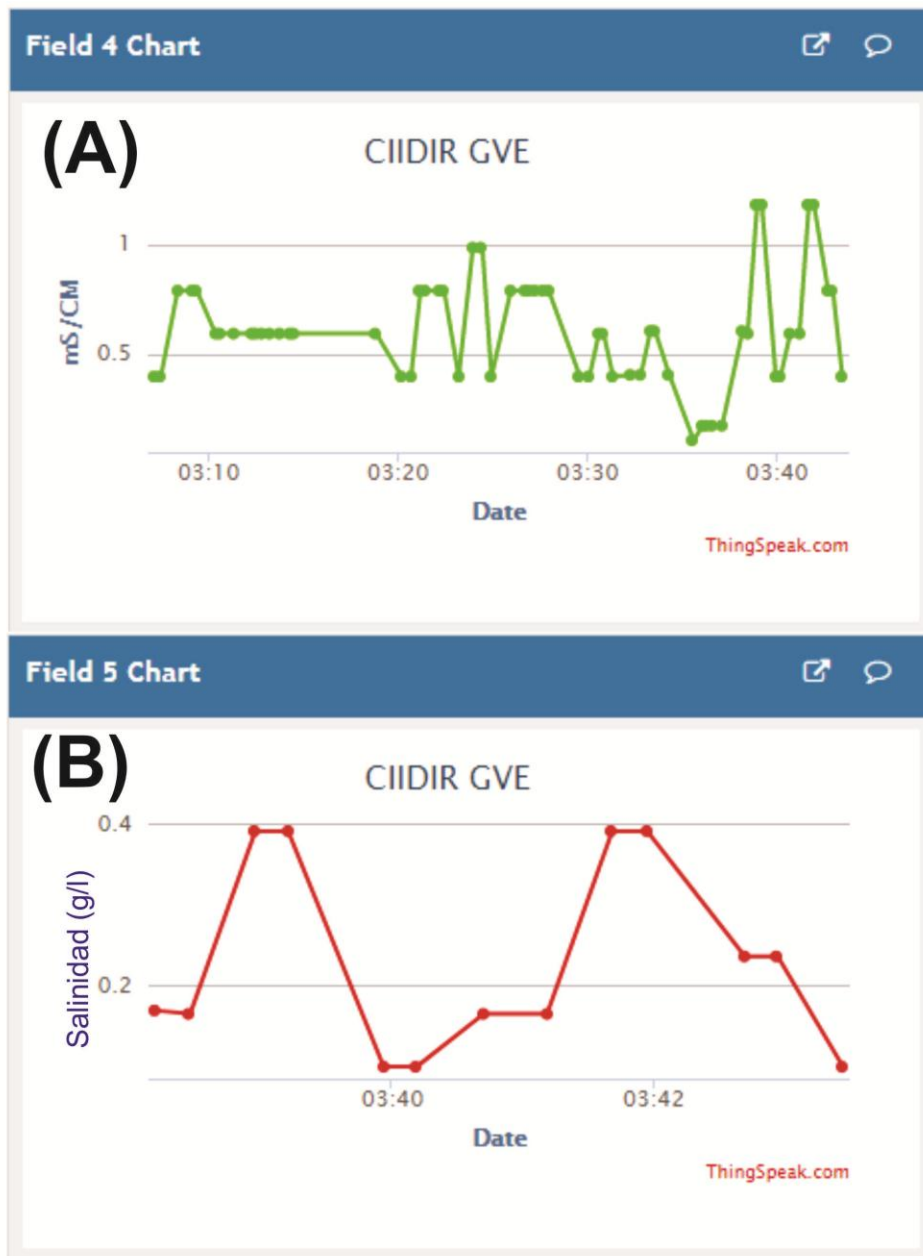 Field 4 Chart
(A)
CIIDIR GVE
mS/CM
1
0.5
03:10 03:20 03:30 03:40
Date
ThingSpeak.com
Field 5 Chart
(B)
CIIDIR GVE
Salinidad (g/l)
0.4
0.2
03:40 03:42
Date
ThingSpeak.com